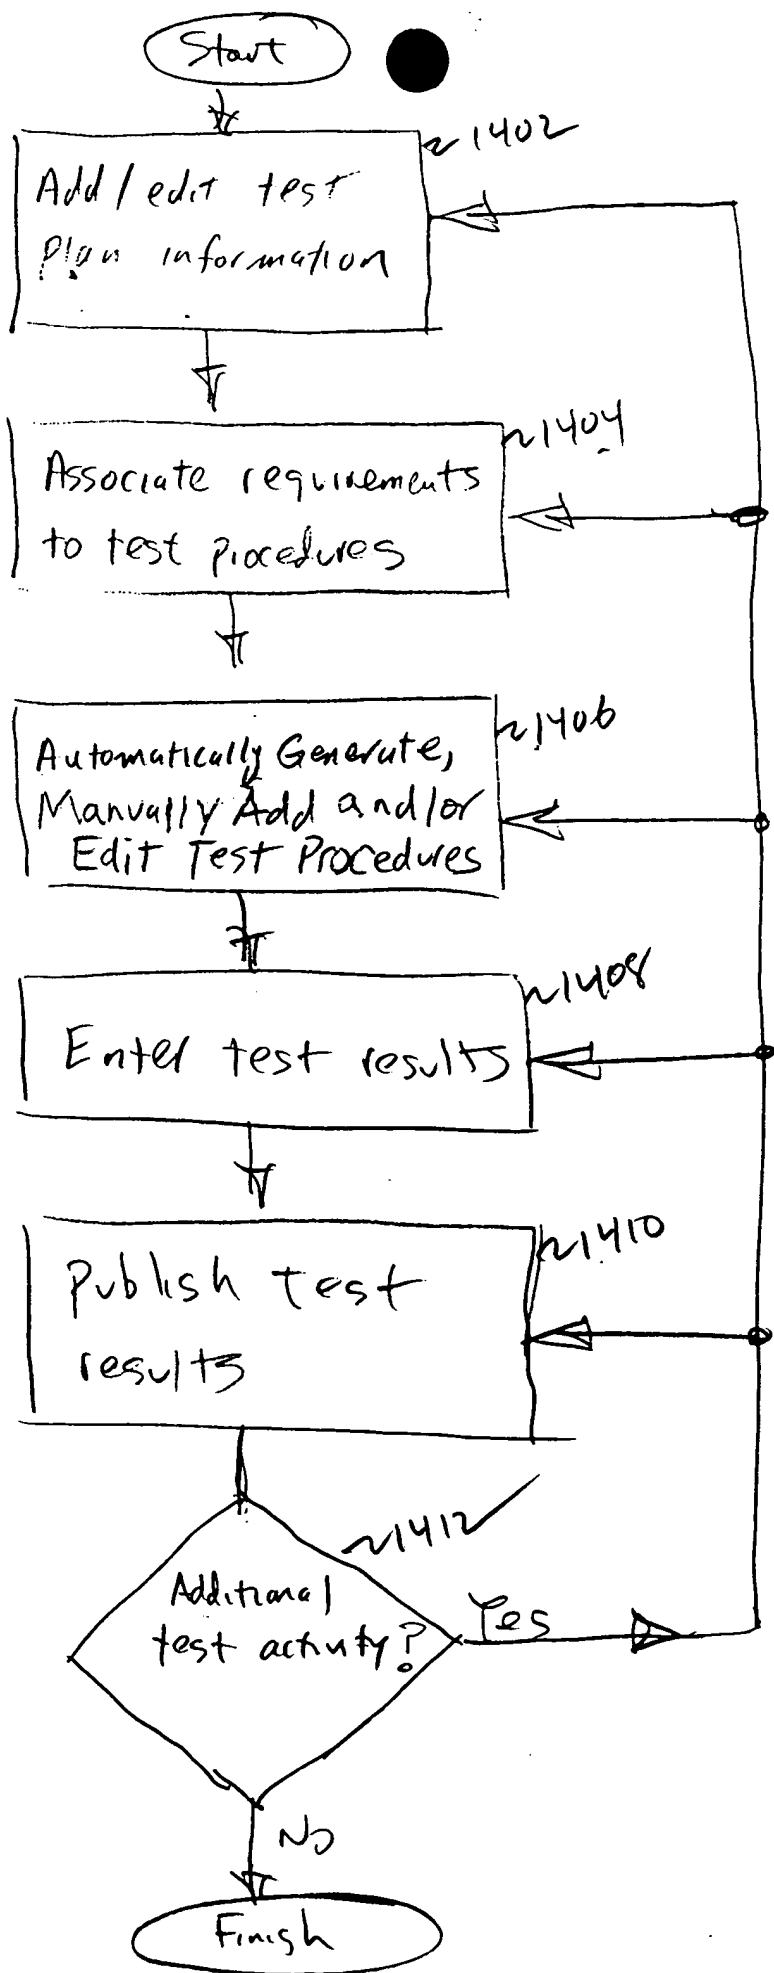 Start
~1402
Add/edit test
Plan information
~1404
Associate requirements
to test procedures
~1406
Automatically Generate,
Manually Add and/or
Edit Test Procedures
~1408
Enter test results
~1410
Publish test
results
~1412
Additional
test activity?
Yes
No
Finish